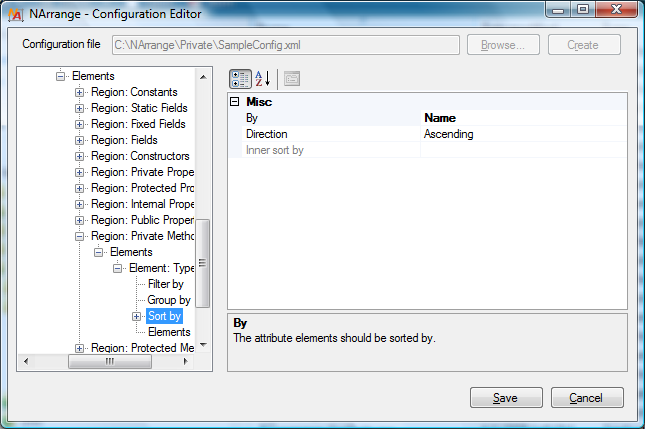 NArrange - Configuration Editor
Configuration file C:\NArrange\Private\SampleConfig.xml Browse... Create
Elements
Region: Constants
Region: Static Fields
Region: Fixed Fields
Region: Fields
Region: Constructors
Region: Private Prope
Region: Protected Pro
Region: Internal Prope
Region: Public Proper
Region: Private Metho
Elements
Element: Type
Filter by
Group by
Sort by
Elements
Region: Protected Me
Misc
By Name
Direction Ascending
Inner sort by
By
The attribute elements should be sorted by.
Save Cancel